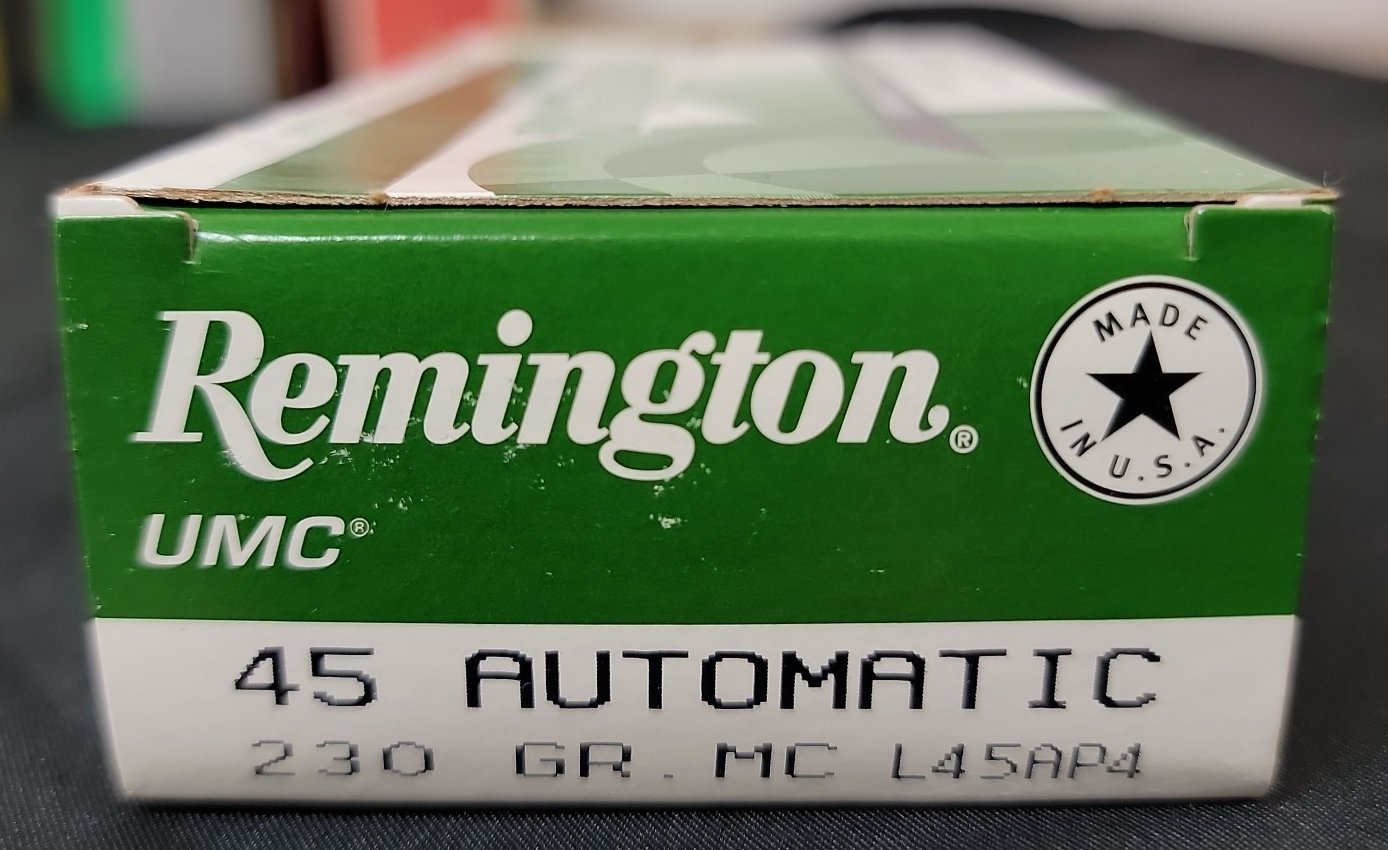 Remington®
MADE
IN U.S.A.
UMC®
45 AUTOMATIC
230 GR. MC L45AP4